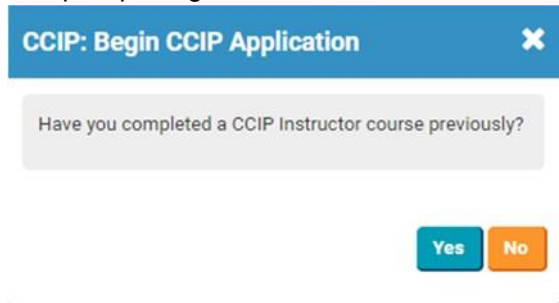 CCIP: Begin CCIP Application
Have you completed a CCIP Instructor course previously?
Yes No